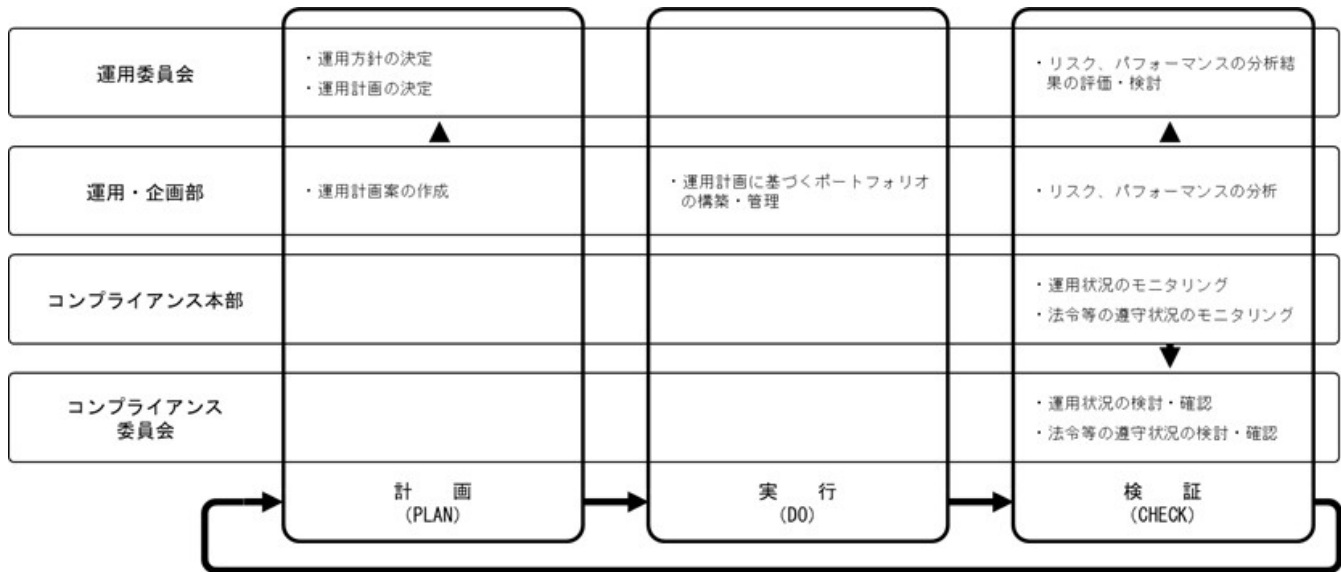 運用委員会
・運用方針の決定
・運用計画の決定
・リスク、パフォーマンスの分析結
果の評価・検討
運用・企画部
・運用計画案の作成
・運用計画に基づくポートフォリオ
の構築・管理
・リスク、パフォーマンスの分析
コンプライアンス本部
・運用状況のモニタリング
・法令等の遵守状況のモニタリング
コンプライアンス
委員会
・運用状況の検討・確認
・法令等の遵守状況の検討・確認
計 画
(PLAN)
実 行
(DO)
検 証
(CHECK)